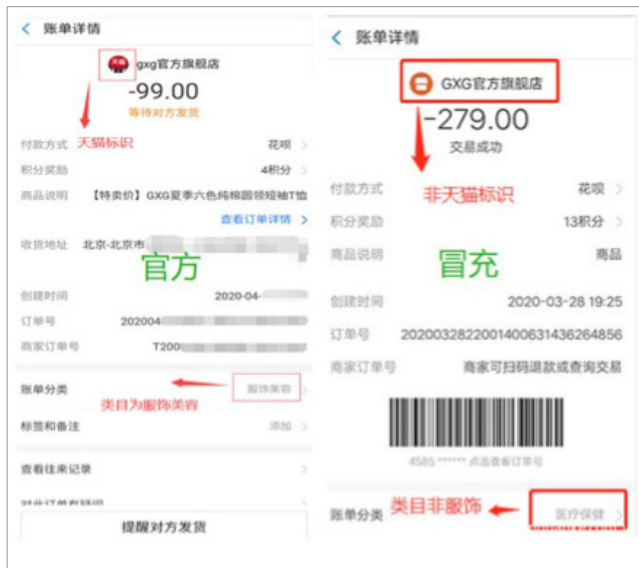 账单详情
天猫
gxg官方旗舰店
-99.00
等待对方发货
天猫标识
付款方式
花呗
积分奖励
4积分
商品说明
【特卖价】GXG夏季六色纯棉圆领短袖T恤
查看订单详情
收货地址
北京-北京市
官方
创建时间
2020-04-
订单号
202004
商家订单号
T200
账单分类
服饰美容
类目为服饰美容
标签和备注
添加
查看往来记录
对此订单有疑问
提醒对方发货
账单详情
GXG官方旗舰店
-279.00
交易成功
付款方式
非天猫标识
花呗
积分奖励
13积分
商品说明
冒充
商品
创建时间
2020-03-28 19:25
订单号
2020032822001400631436264856
商家订单号
商家可扫码退款或查询交易
4585 ****** 点击查看订单号
账单分类
类目非服饰
医疗保健